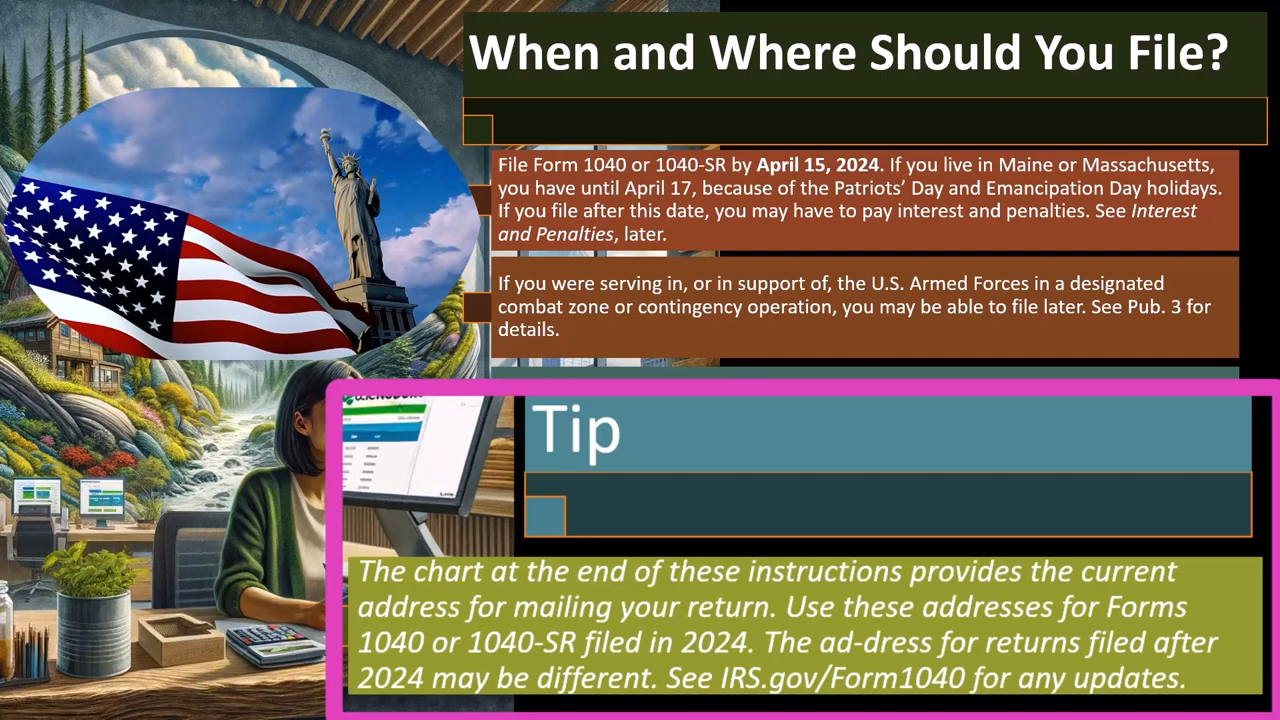 When and Where Should You File?
File Form 1040 or 1040-SR by April 15, 2024. If you live in Maine or Massachusetts,
you have until April 17, because of the Patriots’ Day and Emancipation Day holidays.
If you file after this date, you may have to pay interest and penalties. See Interest
and Penalties, later.
If you were serving in, or in support of, the U.S. Armed Forces in a designated
combat zone or contingency operation, you may be able to file later. See Pub. 3 for
details.
Tip
The chart at the end of these instructions provides the current
address for mailing your return. Use these addresses for Forms
1040 or 1040-SR filed in 2024. The ad-dress for returns filed after
2024 may be different. See IRS.gov/Form1040 for any updates.